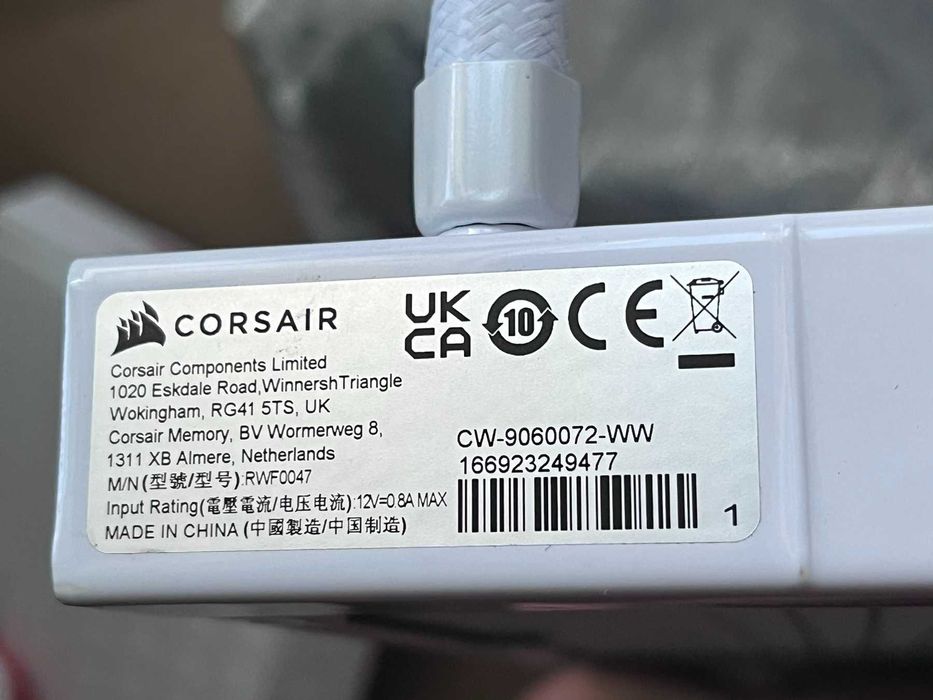 CORSAIR
UK
CA
10
CE
Corsair Components Limited
1020 Eskdale Road,WinnershTriangle
Wokingham, RG41 5TS, UK
Corsair Memory, BV Wormerweg 8,
1311 XB Almere, Netherlands
M/N(型號/型号):RWF0047
Input Rating(電壓電流/电压电流):12V=0.8A MAX
MADE IN CHINA (中國製造/中国制造)
CW-9060072-WW
166923249477
1